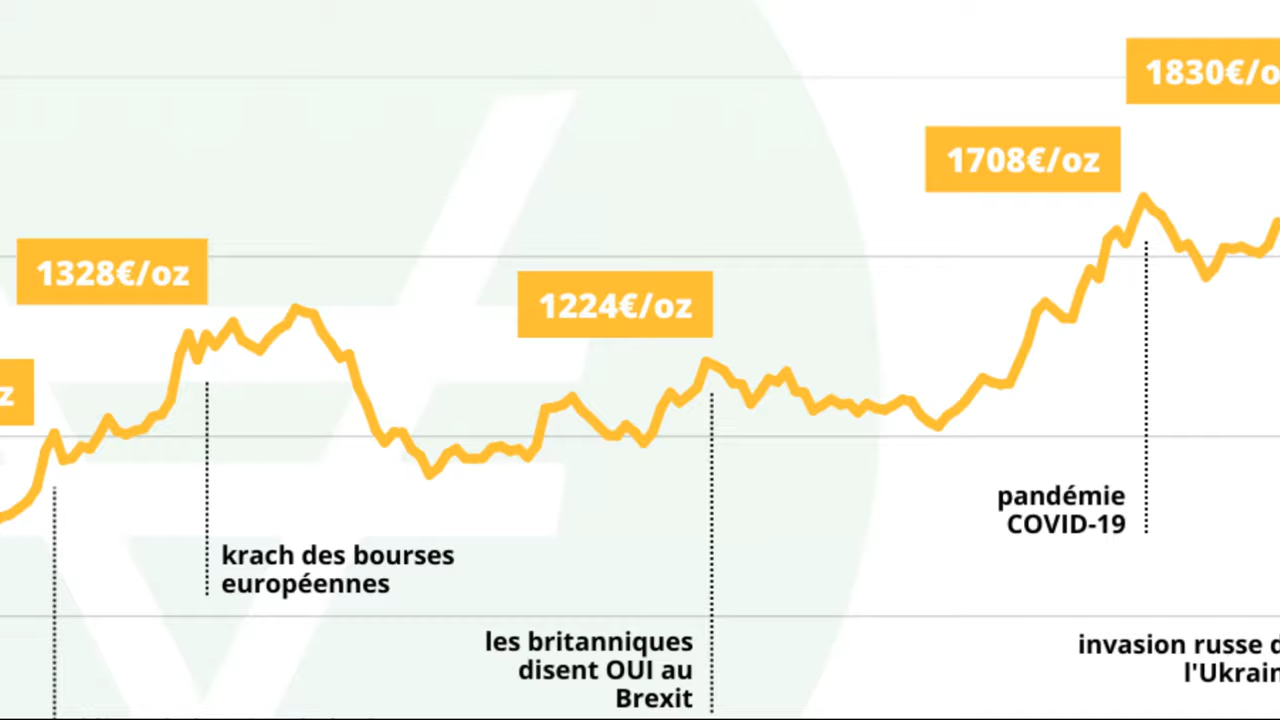 1830€/o
1708€/oz
1328€/oz
1224€/oz
z
pandémie
COVID-19
krach des bourses
européennes
les britanniques
disent OUI au
Brexit
invasion russe d
l'Ukrain